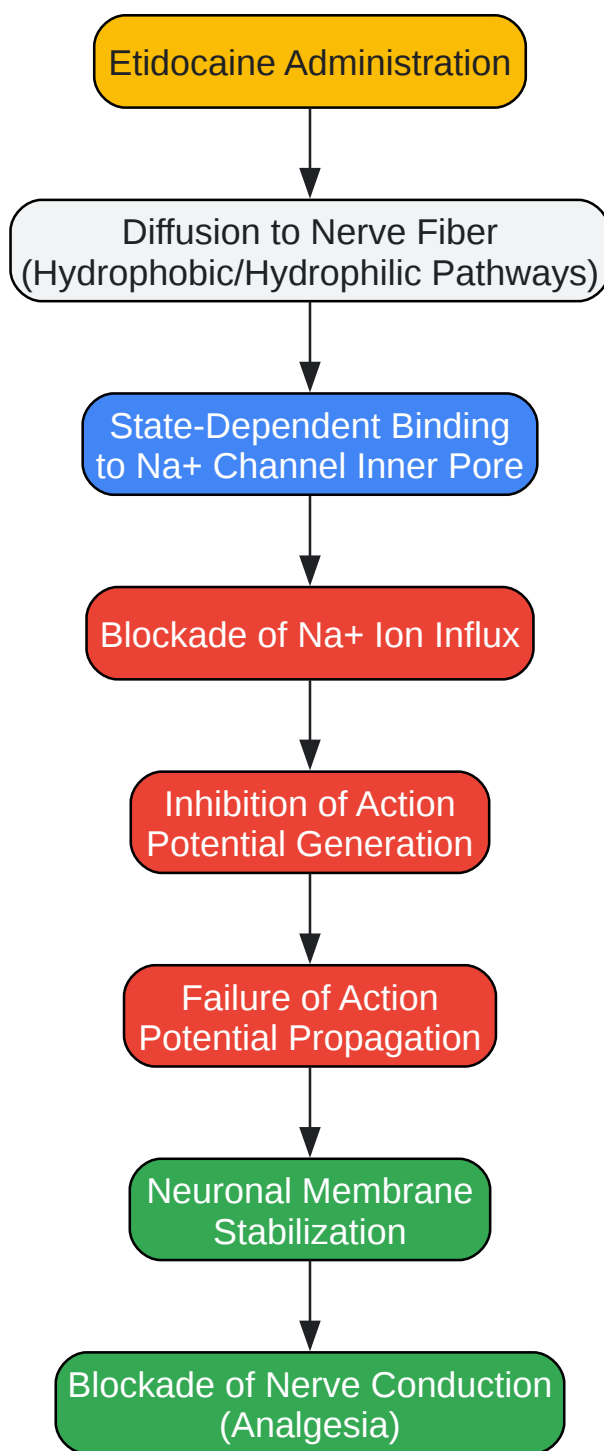 Etidocaine Administration
Diffusion to Nerve Fiber
(Hydrophobic/Hydrophilic Pathways)
State-Dependent Binding
to Na+ Channel Inner Pore
Blockade of Na+ Ion Influx
Inhibition of Action
Potential Generation
Failure of Action
Potential Propagation
Neuronal Membrane
Stabilization
Blockade of Nerve Conduction
(Analgesia)